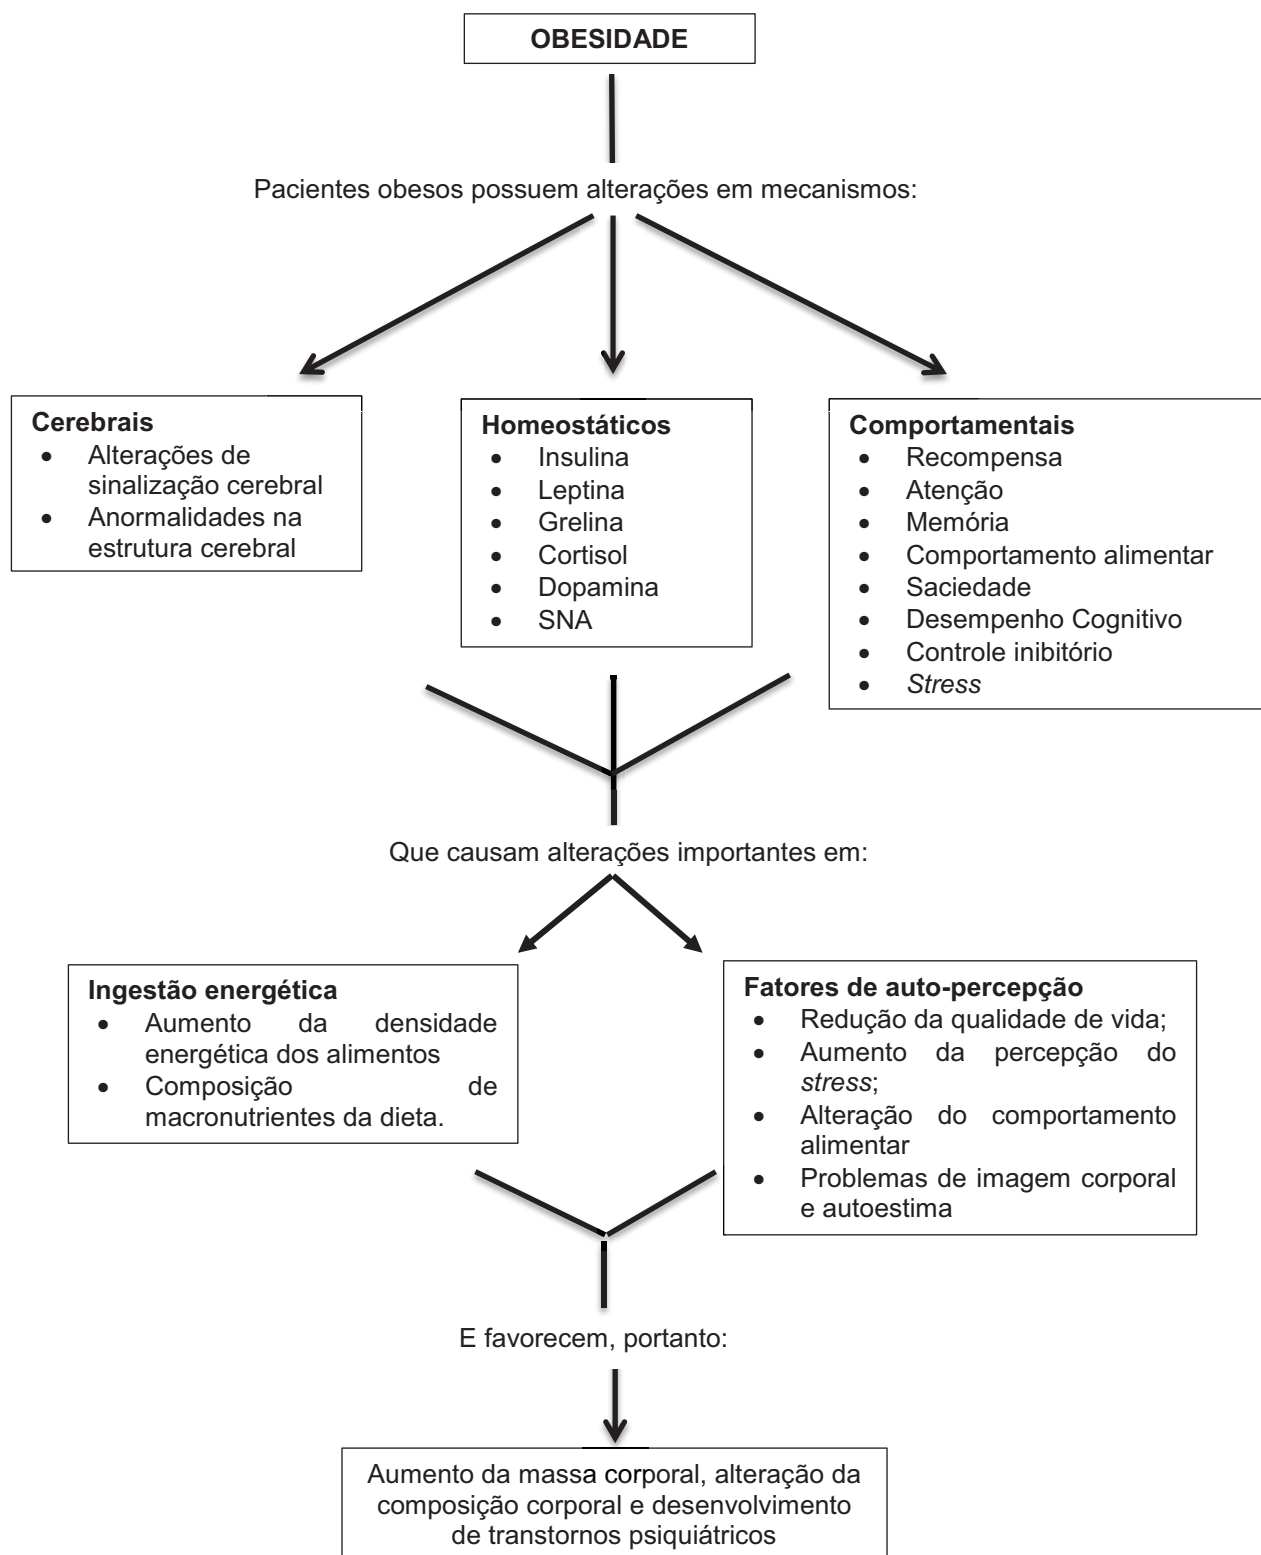 OBESIDADE
Pacientes obesos possuem alterações em mecanismos:
Cerebrais
• Alterações de
sinalização cerebral
• Anormalidades na
estrutura cerebral
Homeostáticos
• Insulina
• Leptina
• Grelina
• Cortisol
• Dopamina
• SNA
Comportamentais
• Recompensa
• Atenção
• Memória
• Comportamento alimentar
• Saciedade
• Desempenho Cognitivo
• Controle inibitório
• Stress
Que causam alterações importantes em:
Ingestão energética
• Aumento da densidade
energética dos alimentos
• Composição de
macronutrientes da dieta.
Fatores de auto-percepção
• Redução da qualidade de vida;
• Aumento da percepção do
stress;
• Alteração do comportamento
alimentar
• Problemas de imagem corporal
e autoestima
E favorecem, portanto:
Aumento da massa corporal, alteração da
composição corporal e desenvolvimento
de transtornos psiquiátricos